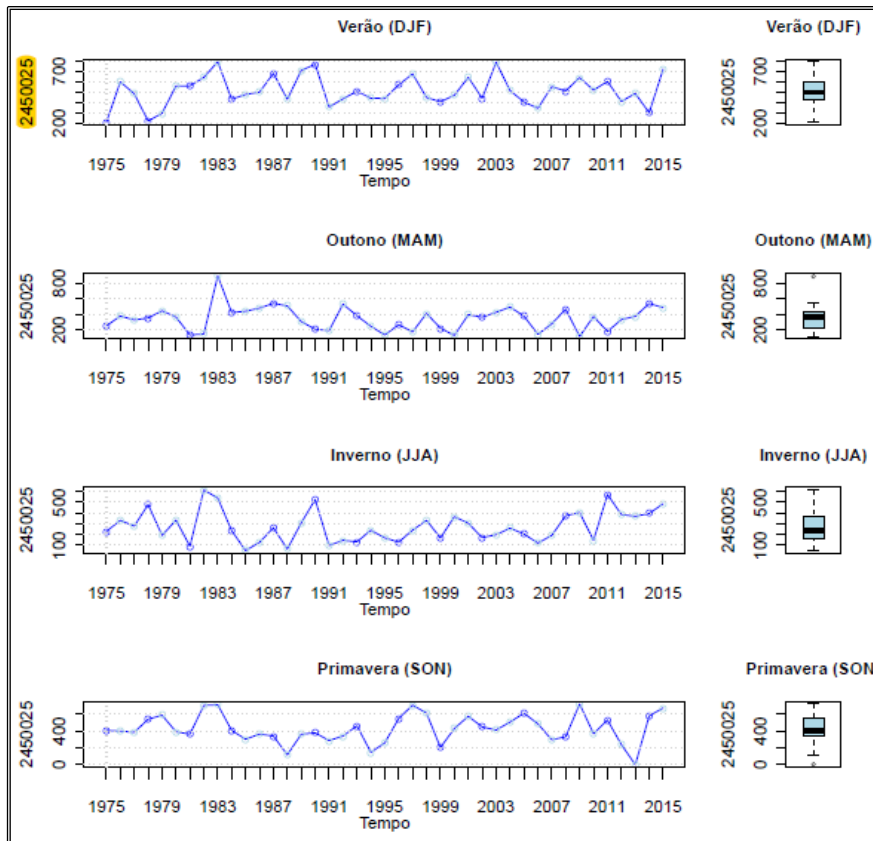 Verão (DJF)
Verão (DJF)
2450025
200 700
1975 1979 1983 1987 1991 1995 1999 2003 2007 2011 2015
Tempo
2450025
200 700
Outono (MAM)
Outono (MAM)
2450025
200 800
1975 1979 1983 1987 1991 1995 1999 2003 2007 2011 2015
Tempo
2450025
200 800
Inverno (JJA)
Inverno (JJA)
2450025
100 500
1975 1979 1983 1987 1991 1995 1999 2003 2007 2011 2015
Tempo
2450025
100 500
Primavera (SON)
Primavera (SON
2450025
0 400
1975 1979 1983 1987 1991 1995 1999 2003 2007 2011 2015
Tempo
2450025
0 400